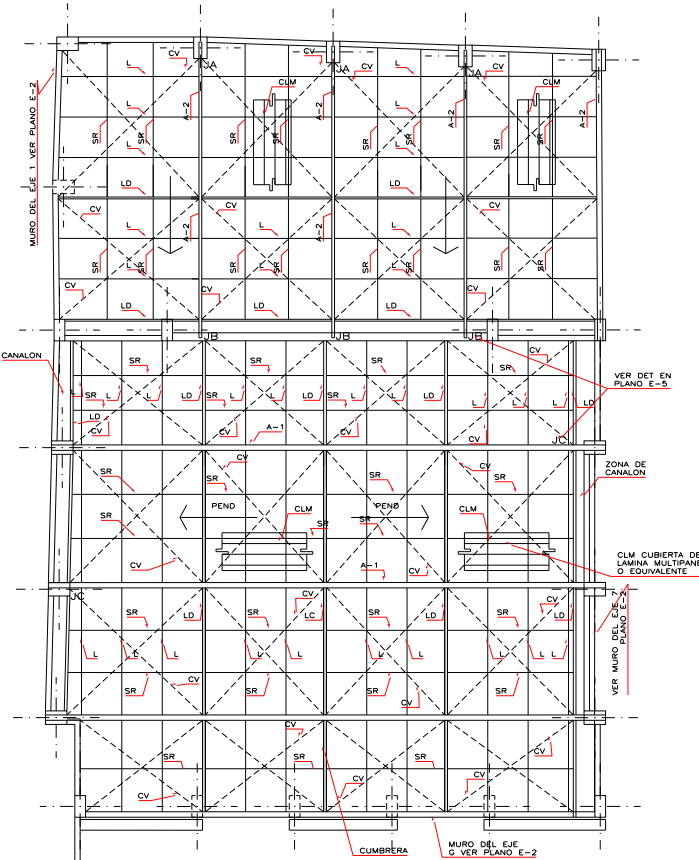 CV
CV
L
L
JA
JA
JA
CV
CV
CLM
CLM
A-2
A-2
A-2
A-2
L
L
SR
SR
SR
SR
SR
SR
L
L
MURO DEL EJE 1 VER PLANO E-2
LD
LD
CV
CV
CV
CV
A-2
A-2
L
L
SR
SR
SR
SR
SR
SR
L
L
L
L
CV
CV
CV
LD
LD
JB
JB
JB
CANALON
SR
SR
SR
SR
CV
VER DET EN
PLANO E-5
L
SR
L
L
LD
SR
L
L
LD
SR
L
L
LD
L
L
L
LD
LD
CV
CV
CV
A-1
CV
JC
CV
CV
SR
SR
SR
SR
ZONA DE
CANALON
PEND
PEND
CLM
CLM
SR
SR
SR
CV
A-1
CV
CLM CUBIERTA DE
LAMINA MULTIPANE
O EQUIVALENTE
JC
CV
CV
SR
LD
SR
LC
SR
LD
SR
VER MURO DEL EJE 7
PLANO E-2
L
L
L
L
L
L
L
L
L
L
SR
CV
SR
SR
CV
SR
CV
CV
SR
SR
SR
CV
CV
CV
CUMBRERA
MURO DEL EJE
G VER PLANO E-2